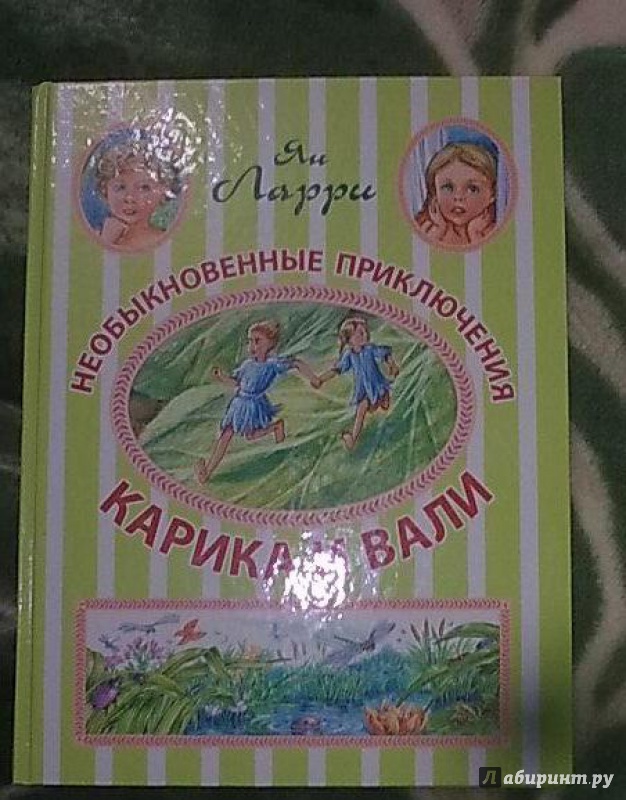 Ян
Ларри
НЕОБЫКНОВЕННЫЕ ПРИКЛЮЧЕНИЯ
КАРИКА И ВАЛИ
Лабиринт.ру